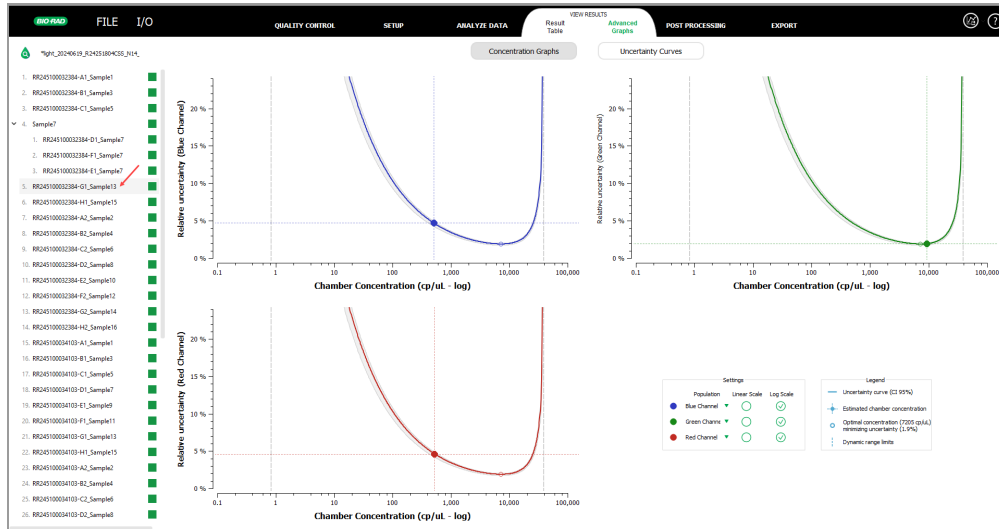 BIO-RAD
FILE I/O
QUALITY CONTROL
SETUP
ANALYZE DATA
VIEW RESULTS
Result Table
Advanced Graphs
POST PROCESSING
EXPORT
?
*light_20240619_R24251804CSS_N14_
Concentration Graphs
Uncertainty Curves
1. RR245100032384-A1_Sample1
2. RR245100032384-B1_Sample3
3. RR245100032384-C1_Sample5
4. Sample7
1. RR245100032384-D1_Sample7
2. RR245100032384-F1_Sample7
3. RR245100032384-E1_Sample7
5. RR245100032384-G1_Sample13
6. RR245100032384-H1_Sample15
7. RR245100032384-A2_Sample2
8. RR245100032384-B2_Sample4
9. RR245100032384-C2_Sample6
10. RR245100032384-D2_Sample8
11. RR245100032384-E2_Sample10
12. RR245100032384-F2_Sample12
13. RR245100032384-G2_Sample14
14. RR245100032384-H2_Sample16
15. RR245100034103-A1_Sample1
16. RR245100034103-B1_Sample3
17. RR245100034103-C1_Sample5
18. RR245100034103-D1_Sample7
19. RR245100034103-E1_Sample9
20. RR245100034103-F1_Sample11
21. RR245100034103-G1_Sample13
22. RR245100034103-H1_Sample15
23. RR245100034103-A2_Sample2
24. RR245100034103-B2_Sample4
25. RR245100034103-C2_Sample6
26. RR245100034103-D2_Sample8
Relative uncertainty (Blue Channel)
20 %
15 %
10 %
5 %
0 %
0.1 1 10 100 1,000 10,000 100,000
Chamber Concentration (cp/uL - log)
Relative uncertainty (Green Channel)
20 %
15 %
10 %
5 %
0 %
0.1 1 10 100 1,000 10,000 100,000
Chamber Concentration (cp/uL - log)
Relative uncertainty (Red Channel)
20 %
15 %
10 %
5 %
0 %
0.1 1 10 100 1,000 10,000 100,000
Chamber Concentration (cp/uL - log)
Settings
Population Linear Scale Log Scale
Blue Channel
Green Channe
Red Channel
Legend
Uncertainty curve (CI 95%)
Estimated chamber concentration
Optimal concentration (7205 cp/uL)
minimizing uncertainty (1.9%)
Dynamic range limits